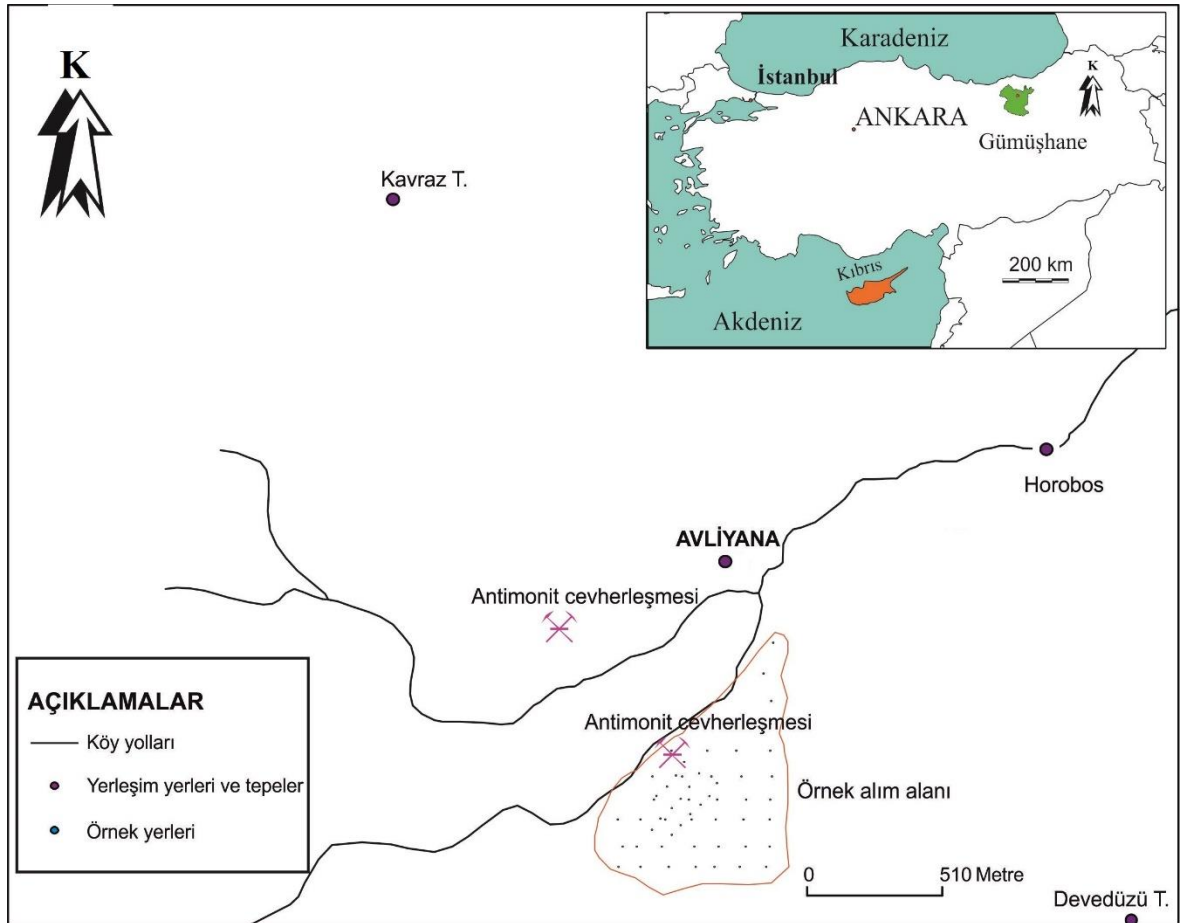 K
Kavraz T.
Karadeniz
İstanbul
ANKARA
Gümüşhane
Kıbrıs
200 km
Akdeniz
Horobos
AVLİYANA
Antimonit cevherleşmesi
Antimonit cevherleşmesi
Örnek alım alanı
AÇIKLAMALAR
Köy yolları
Yerleşim yerleri ve tepeler
Örnek yerleri
0 510 Metre
Devedüzü T.